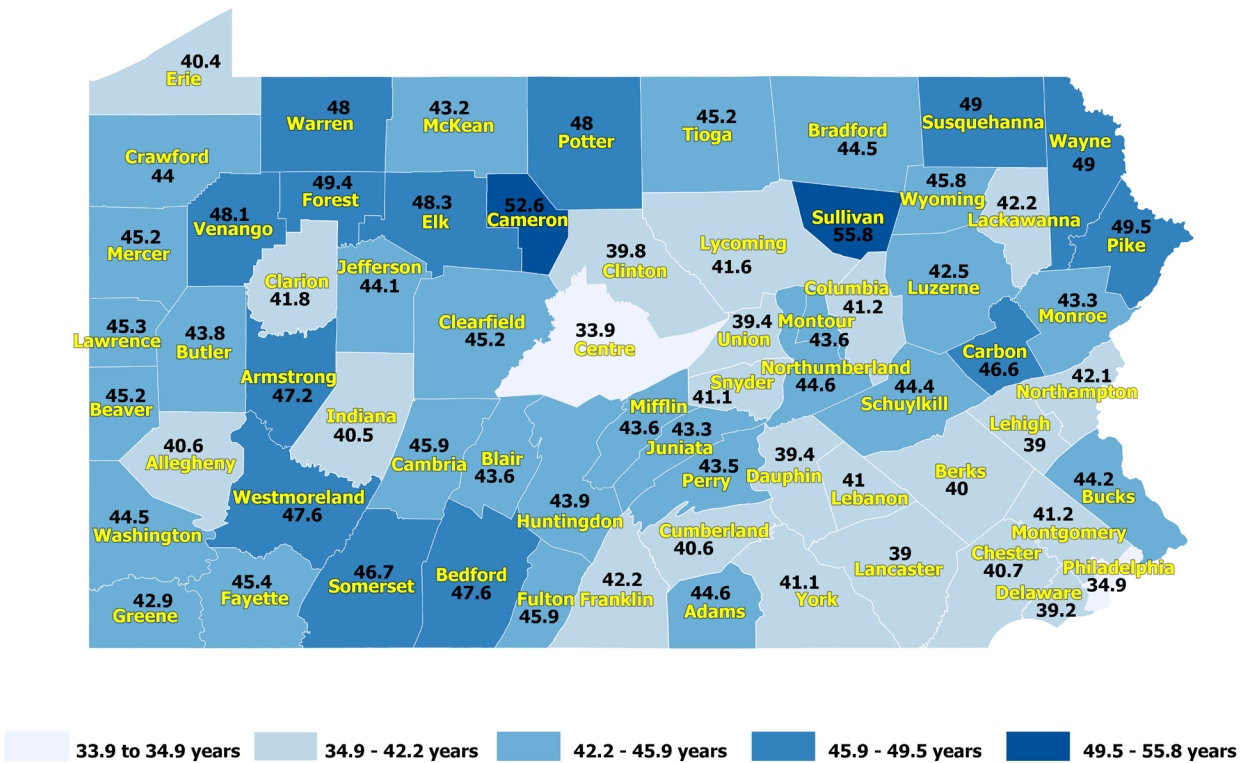 40.4
Erie
48
Warren
43.2
McKean
48
Potter
45.2
Tioga
Bradford
44.5
49
Susquehanna
Wayne
49
Crawford
44
48.1
Venango
49.4
Forest
48.3
Elk
52.6
Cameron
Sullivan
55.8
45.8
Wyoming
42.2
Lackawanna
49.5
Pike
45.2
Mercer
Clarion
41.8
Jefferson
44.1
39.8
Clinton
Lycoming
41.6
Columbia
41.2
42.5
Luzerne
43.3
Monroe
45.3
Lawrence
43.8
Butler
Clearfield
45.2
33.9
Centre
39.4
Union
Montour
43.6
Carbon
46.6
Armstrong
47.2
45.2
Beaver
Indiana
40.5
Snyder
41.1
Northumberland
44.6
44.4
Schuylkill
42.1
Northampton
Lehigh
39
40.6
Allegheny
45.9
Cambria
Blair
43.6
Mifflin
43.6
43.3
Juniata
43.5
Perry
39.4
Dauphin
41
Lebanon
Berks
40
44.2
Bucks
Westmoreland
47.6
44.5
Washington
43.9
Huntingdon
Cumberland
40.6
41.2
Montgomery
39
Lancaster
Chester
40.7
Philadelphia
34.9
Delaware
39.2
42.9
Greene
45.4
Fayette
46.7
Somerset
Bedford
47.6
Fulton
45.9
42.2
Franklin
44.6
Adams
41.1
York
33.9 to 34.9 years
34.9 - 42.2 years
42.2 - 45.9 years
45.9 - 49.5 years
49.5 - 55.8 years